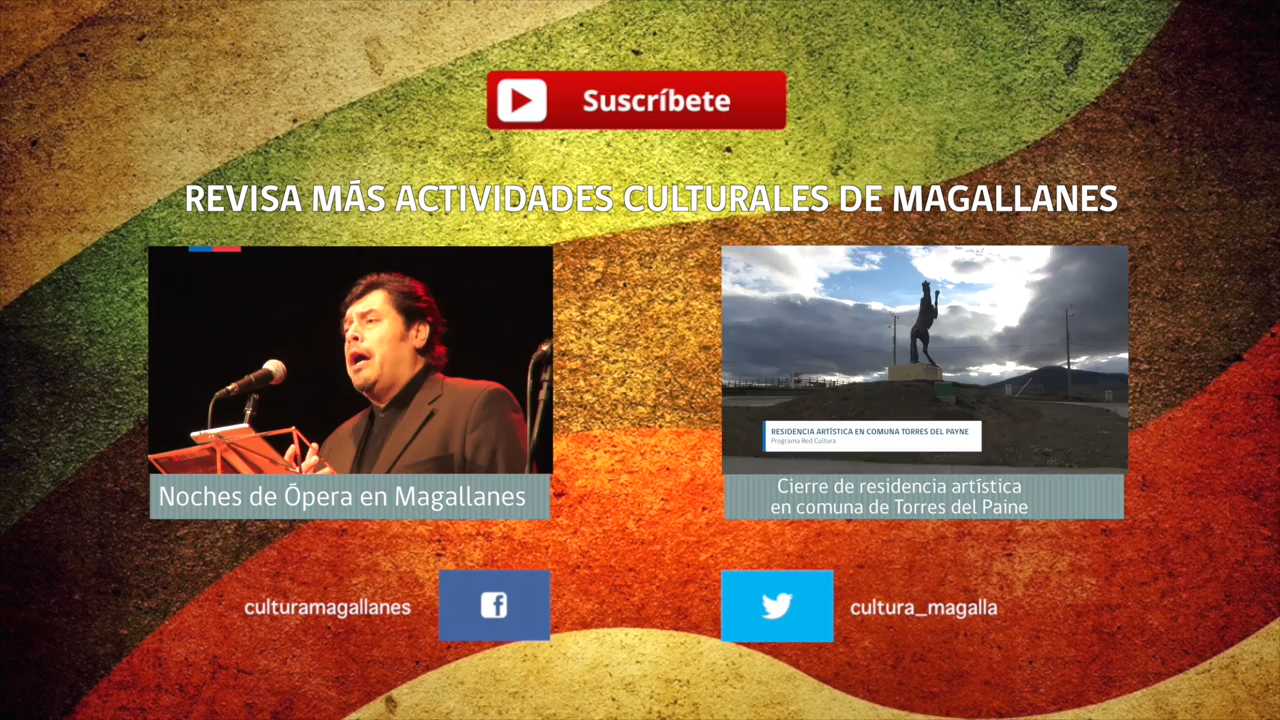 Suscríbete
REVISA MÁS ACTIVIDADES CULTURALES DE MAGALLANES
RESIDENCIA ARTÍSTICA EN COMUNA TORRES DEL PAYNE
Programa Red Cultura
Noches de Ópera en Magallanes
Cierre de residencia artística
en comuna de Torres del Paine
culturamagallanes
cultura_magalla